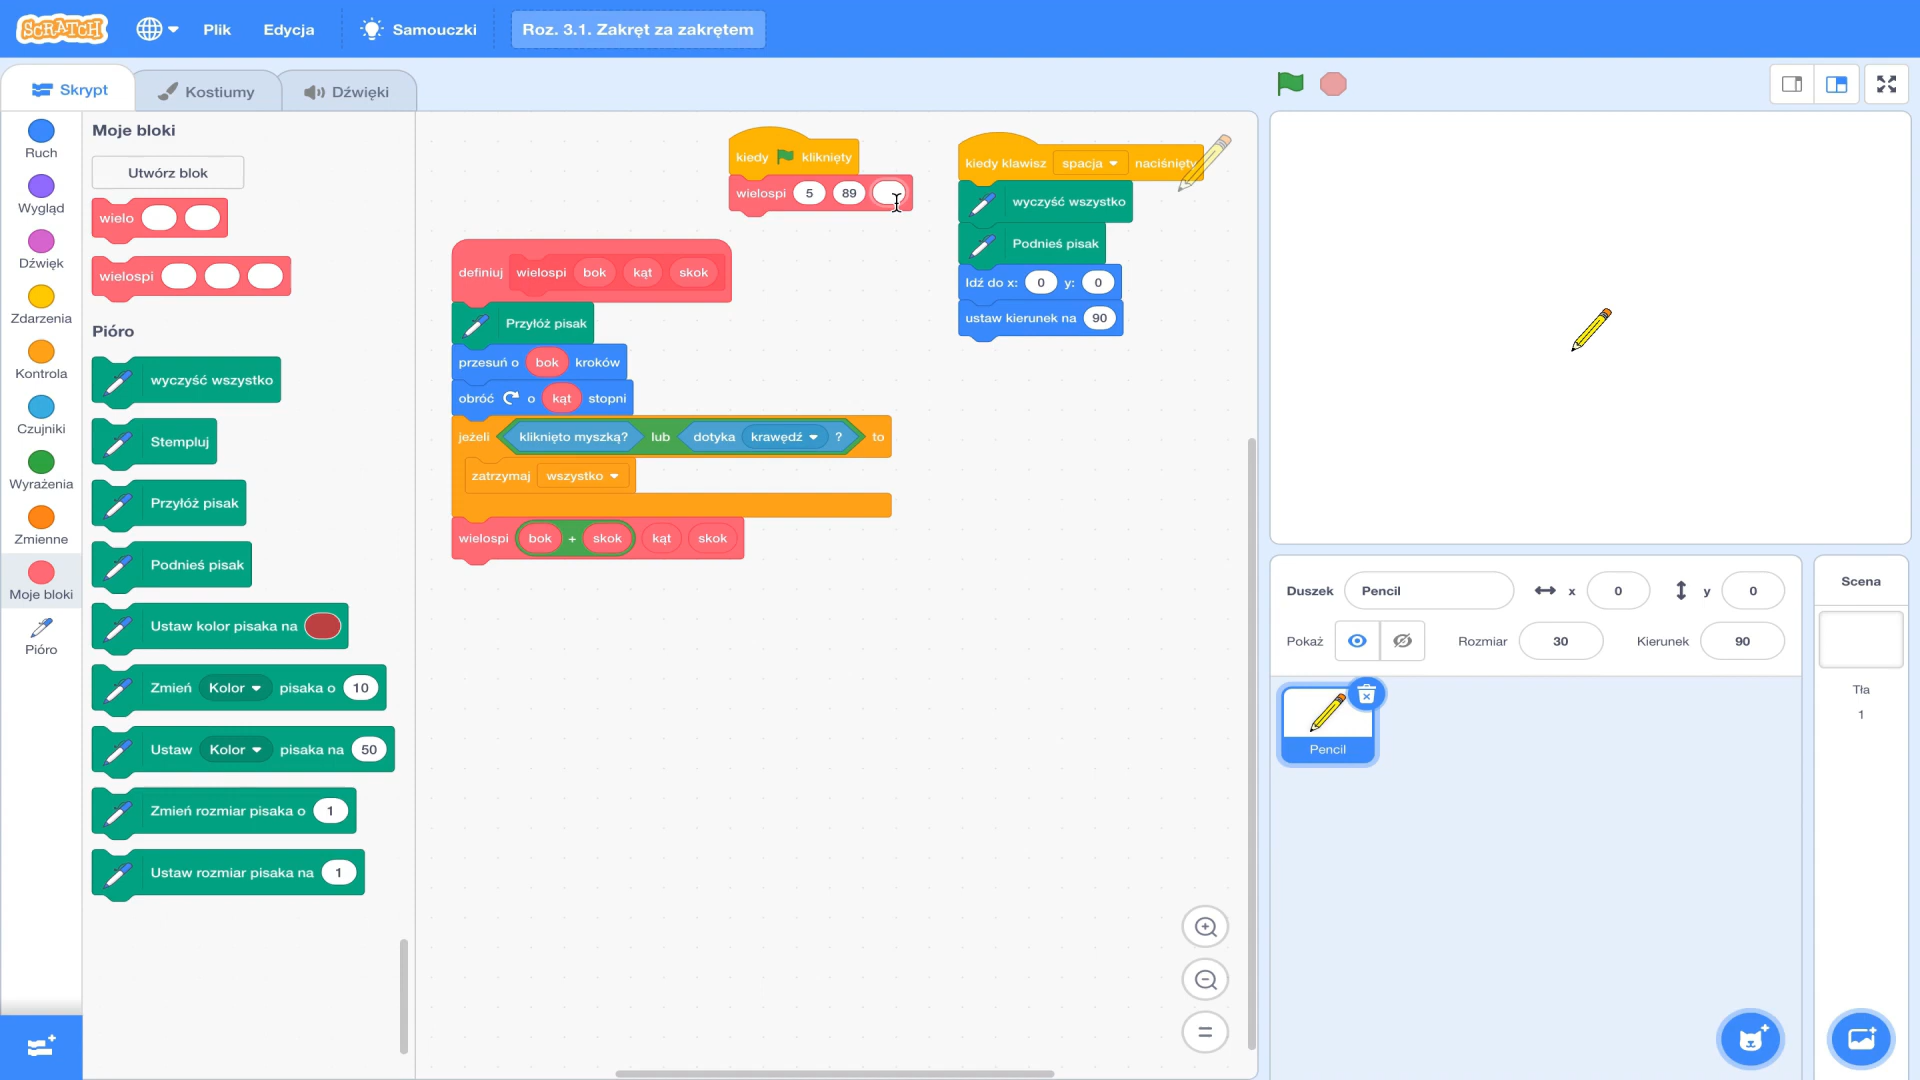 SCRATCH
Plik
Edycja
Samouczki
Roz. 3.1. Zakręt za zakrętem
Skrypt
Kostiumy
Dźwięki
Ruch
Wygląd
Dźwięk
Zdarzenia
Kontrola
Czujniki
Wyrażenia
Zmienne
Moje bloki
Pióro
Moje bloki
Utwórz blok
wielo
wielospi
Pióro
wyczyść wszystko
Stempluj
Przyłóż pisak
Podnieś pisak
Ustaw kolor pisaka na
Zmień Kolor pisaka o 10
Ustaw Kolor pisaka na 50
Zmień rozmiar pisaka o 1
Ustaw rozmiar pisaka na 1
kiedy kliknięty
wielospi 5 89
definiuj wielospi bok kąt skok
Przyłóż pisak
przesuń o bok kroków
obróć o kąt stopni
jeżeli kliknięto myszką? lub dotyka krawędź ? to
zatrzymaj wszystko
wielospi bok + skok kąt skok
kiedy klawisz spacja naciśnięty
wyczyść wszystko
Podnieś pisak
Idź do x: 0 y: 0
ustaw kierunek na 90
Duszek Pencil x 0 y 0
Pokaż Rozmiar 30 Kierunek 90
Pencil
Scena
Tła
1